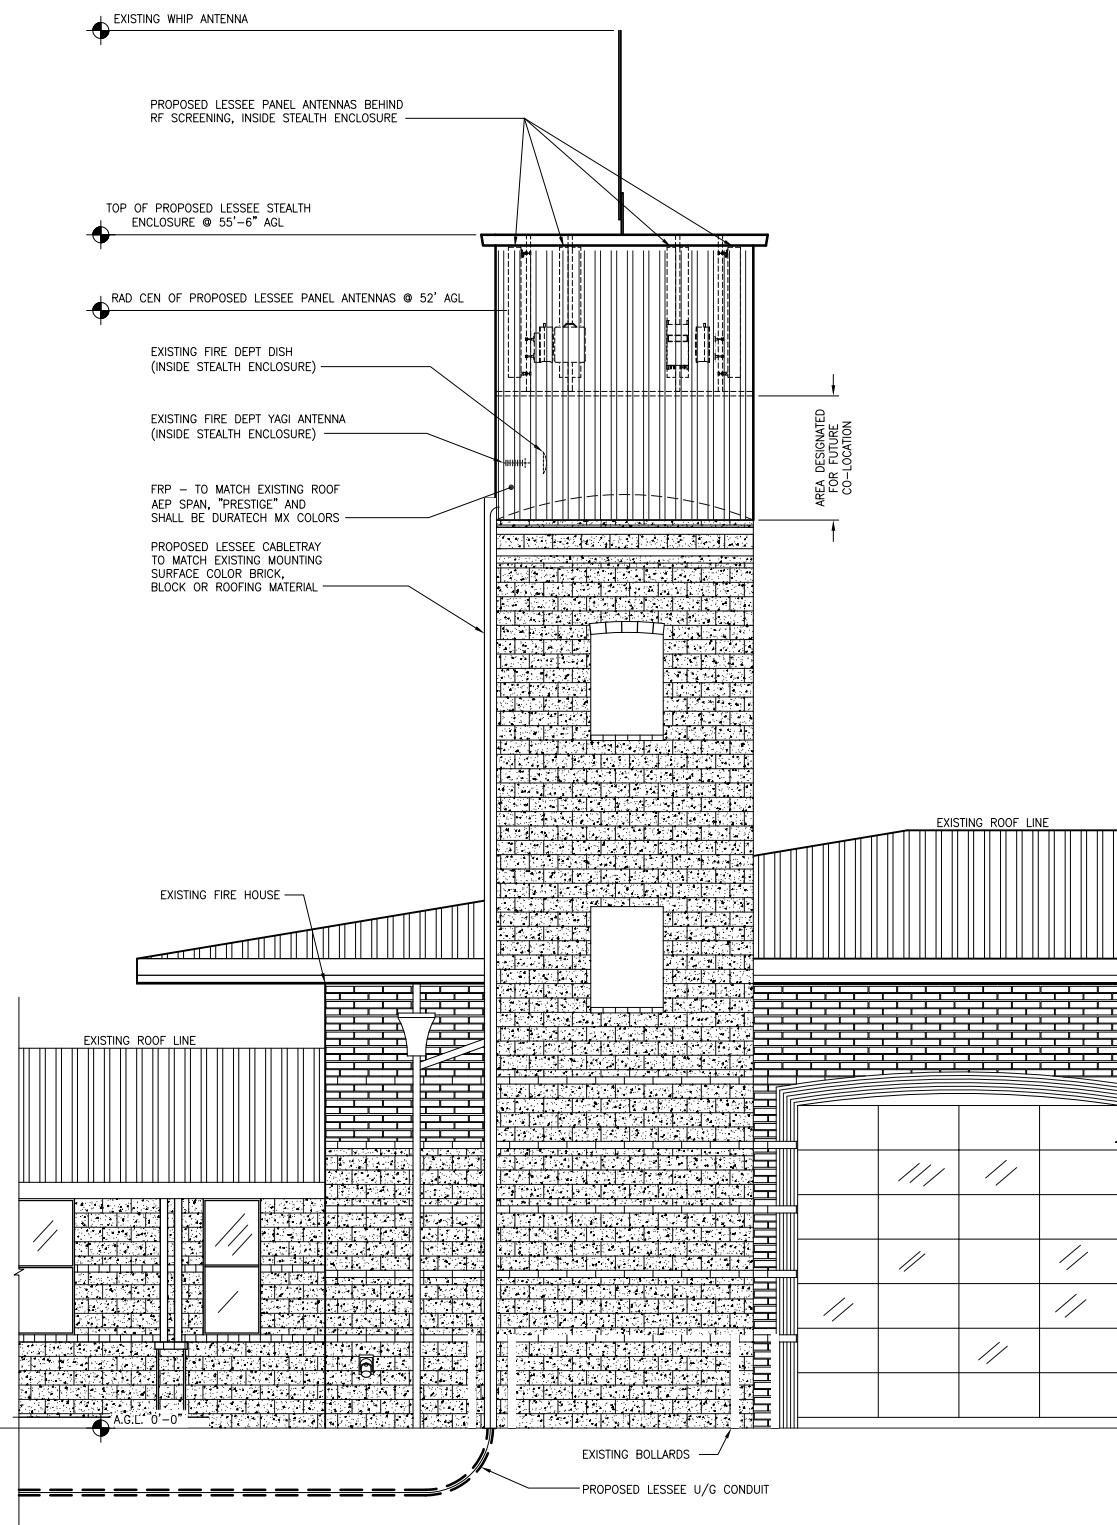 EXISTING WHIP ANTENNA
PROPOSED LESSEE PANEL ANTENNAS BEHIND
RF SCREENING, INSIDE STEALTH ENCLOSURE
TOP OF PROPOSED LESSEE STEALTH
ENCLOSURE @ 55'-6" AGL
RAD CEN OF PROPOSED LESSEE PANEL ANTENNAS @ 52' AGL
EXISTING FIRE DEPT DISH
(INSIDE STEALTH ENCLOSURE)
EXISTING FIRE DEPT YAGI ANTENNA
(INSIDE STEALTH ENCLOSURE)
AREA DESIGNATED
FOR FUTURE
CO-LOCATION
FRP - TO MATCH EXISTING ROOF
AEP SPAN, "PRESTIGE" AND
SHALL BE DURATECH MX COLORS
PROPOSED LESSEE CABLETRAY
TO MATCH EXISTING MOUNTING
SURFACE COLOR BRICK,
BLOCK OR ROOFING MATERIAL
EXISTING ROOF LINE
EXISTING FIRE HOUSE
EXISTING ROOF LINE
A.G.L. 0'-0"
EXISTING BOLLARDS
PROPOSED LESSEE U/G CONDUIT